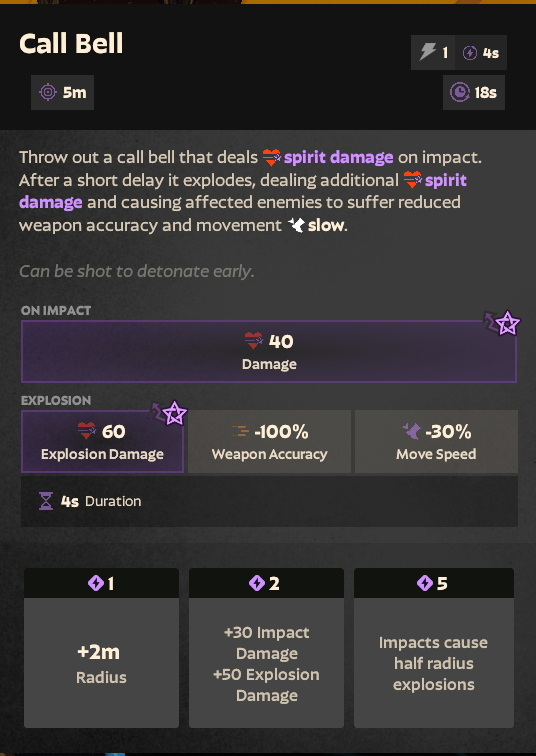 Call Bell
1
4s
5m
18s
Throw out a call bell that deals spirit damage on impact.
After a short delay it explodes, dealing additional spirit
damage and causing affected enemies to suffer reduced
weapon accuracy and movement slow.
Can be shot to detonate early.
ON IMPACT
40
Damage
EXPLOSION
60
Explosion Damage
-100%
Weapon Accuracy
-30%
Move Speed
4s Duration
1
+2m
Radius
2
+30 Impact
Damage
+50 Explosion
Damage
5
Impacts cause
half radius
explosions